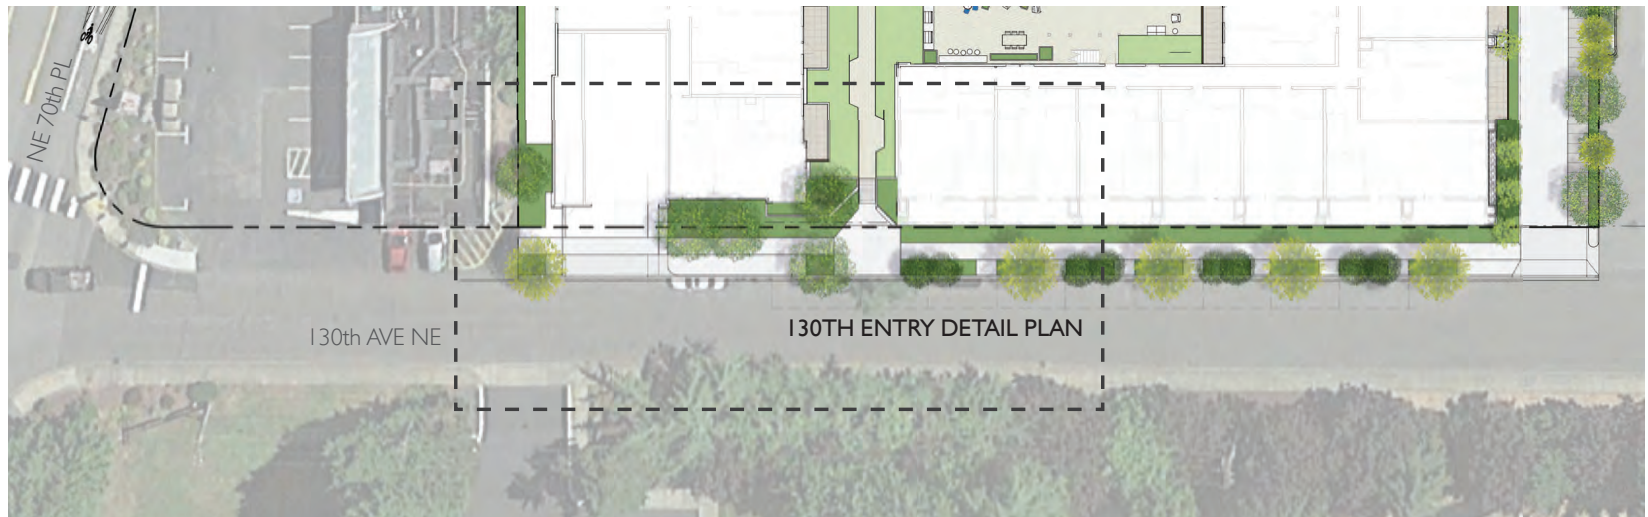 NE 70th PL
130th AVE NE
130TH ENTRY DETAIL PLAN